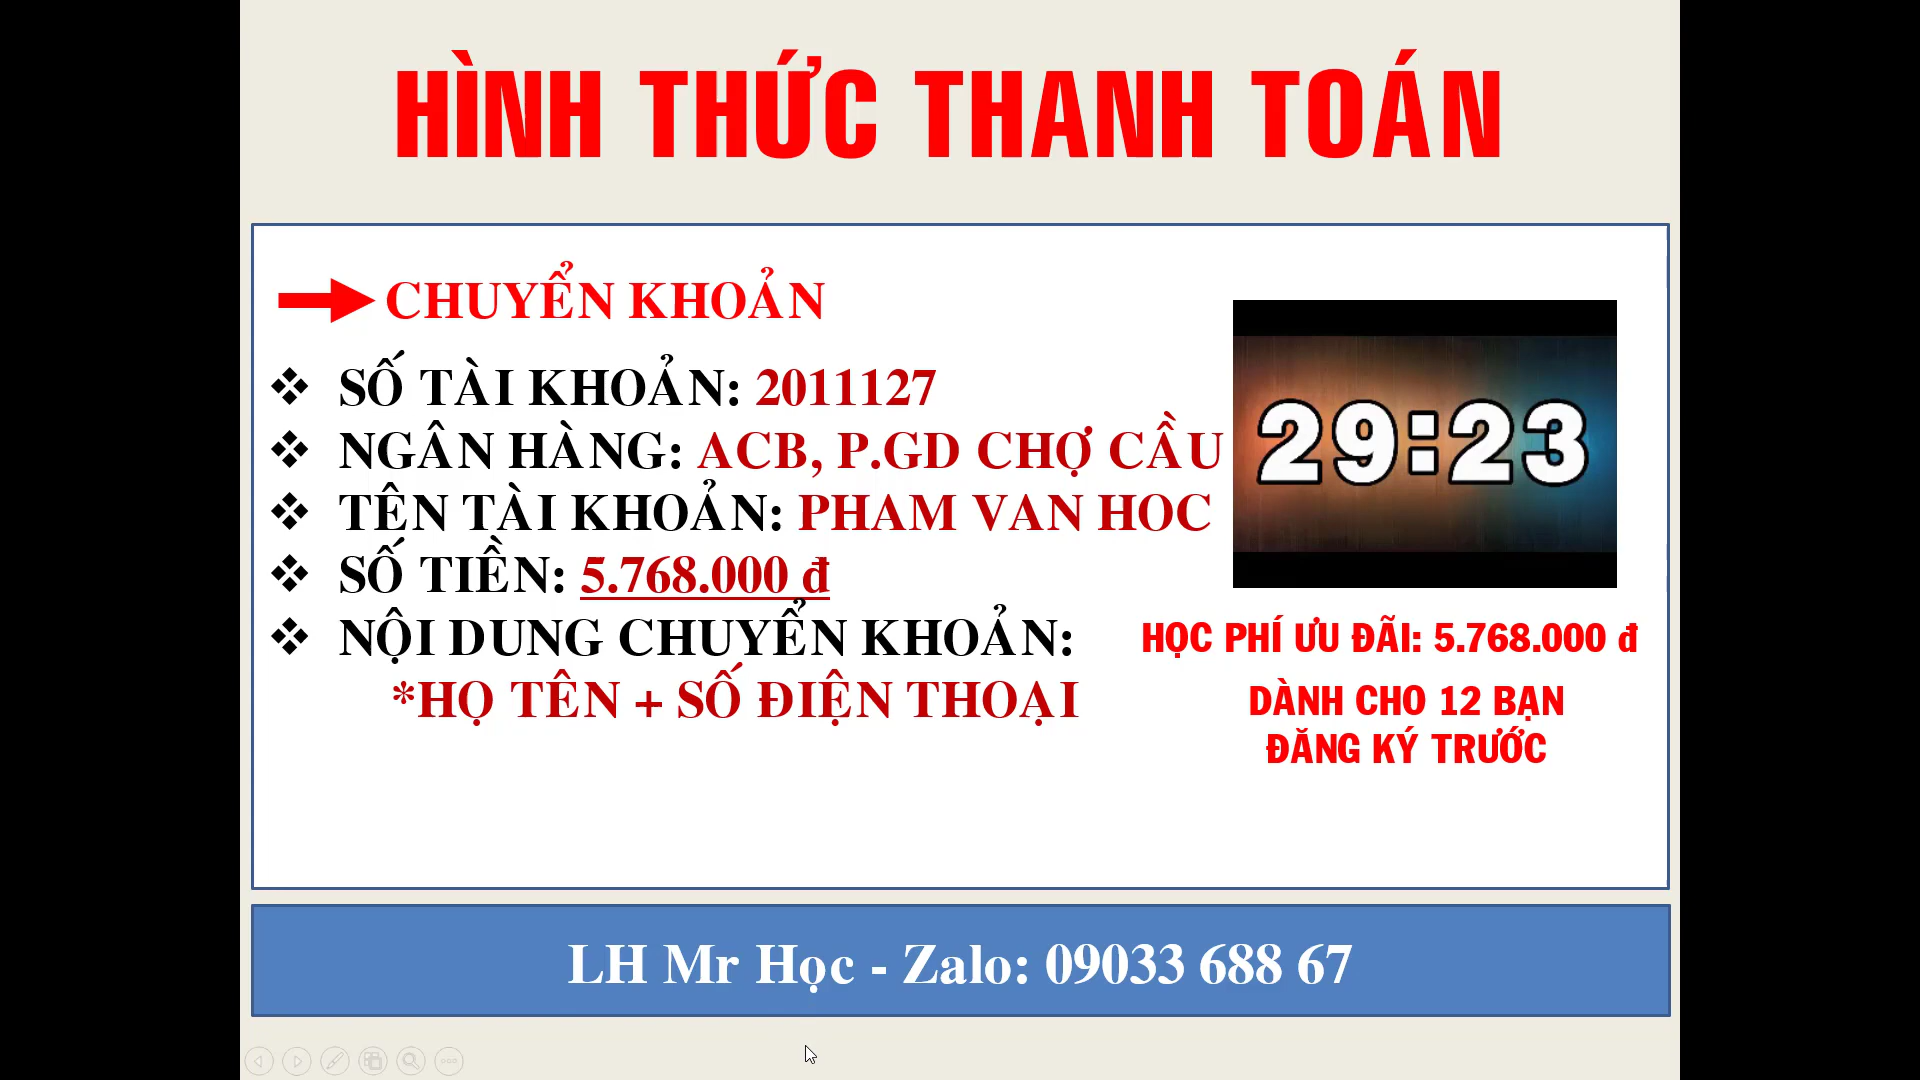 HÌNH THỨC THANH TOÁN
CHUYỂN KHOẢN
SỐ TÀI KHOẢN: 2011127
NGÂN HÀNG: ACB, P.GD CHỢ CẦU
TÊN TÀI KHOẢN: PHAM VAN HOC
SỐ TIỀN: 5.768.000 đ
NỘI DUNG CHUYỂN KHOẢN:
*HỌ TÊN + SỐ ĐIỆN THOẠI
29:23
HỌC PHÍ ƯU ĐÃI: 5.768.000 đ
DÀNH CHO 12 BẠN
ĐĂNG KÝ TRƯỚC
LH Mr Học - Zalo: 09033 688 67